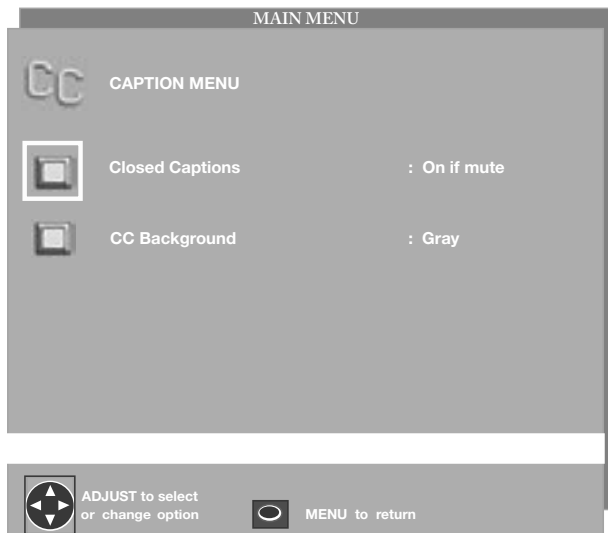 MAIN MENU
CC
CAPTION MENU
Closed Captions : On if mute
CC Background : Gray
ADJUST to select
or change option
MENU to return